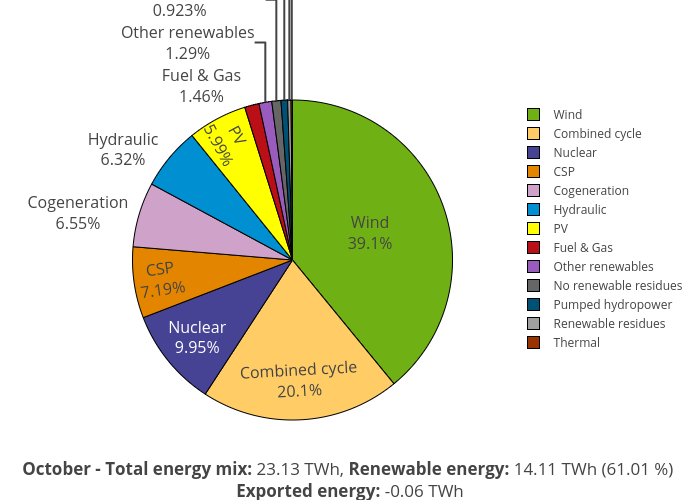 0.923%
Other renewables
1.29%
Fuel & Gas
1.46%
PV
5.99%
Hydraulic
6.32%
Cogeneration
6.55%
CSP
7.19%
Nuclear
9.95%
Combined cycle
20.1%
Wind
39.1%
Wind
Combined cycle
Nuclear
CSP
Cogeneration
Hydraulic
PV
Fuel & Gas
Other renewables
No renewable residues
Pumped hydropower
Renewable residues
Thermal
October - Total energy mix: 23.13 TWh, Renewable energy: 14.11 TWh (61.01 %)
Exported energy: -0.06 TWh